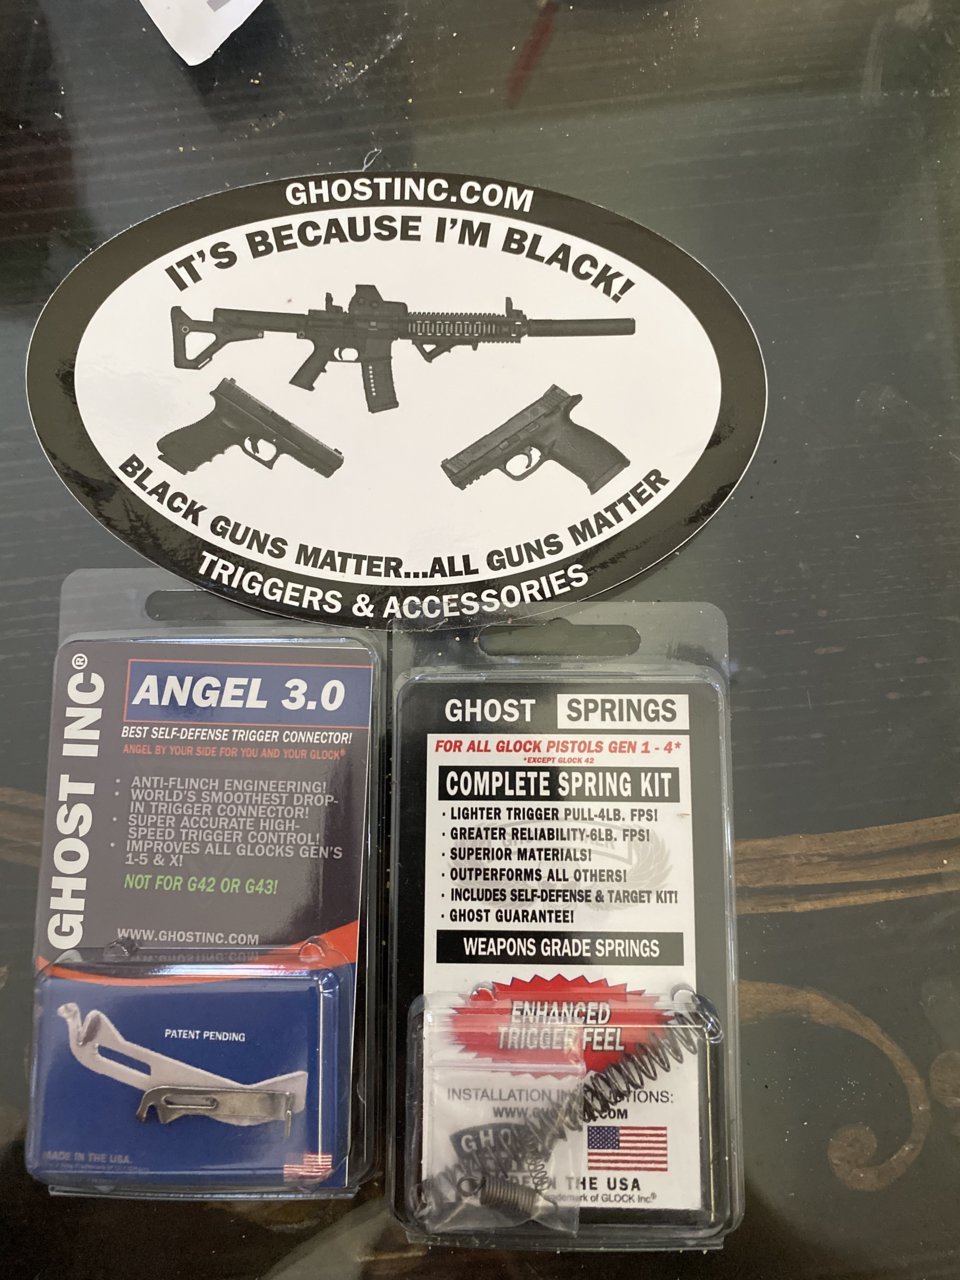 GHOSTINC.COM
IT'S BECAUSE I'M BLACK!
BLACK GUNS MATTER...ALL GUNS MATTER
TRIGGERS & ACCESSORIES
GHOST INC®
ANGEL 3.0
BEST SELF-DEFENSE TRIGGER CONNECTOR!
ANGEL BY YOUR SIDE FOR YOU AND YOUR GLOCK®
• ANTI-FLINCH ENGINEERING!
• WORLD'S SMOOTHEST DROP-
IN TRIGGER CONNECTOR!
• SUPER ACCURATE HIGH-
SPEED TRIGGER CONTROL!
• IMPROVES ALL GLOCKS GEN'S
1-5 & X!
NOT FOR G42 OR G43!
WWW.GHOSTINC.COM
PATENT PENDING
MADE IN THE USA.
GHOST SPRINGS
FOR ALL GLOCK PISTOLS GEN 1 - 4*
*EXCEPT GLOCK 42
COMPLETE SPRING KIT
· LIGHTER TRIGGER PULL-4LB. FPS!
· GREATER RELIABILITY-6LB. FPS!
· SUPERIOR MATERIALS!
· OUTPERFORMS ALL OTHERS!
· INCLUDES SELF-DEFENSE & TARGET KIT!
· GHOST GUARANTEE!
WEAPONS GRADE SPRINGS
ENHANCED
TRIGGER FEEL
INSTALLATION INSTRUCTIONS:
THE USA
of GLOCK Inc.®